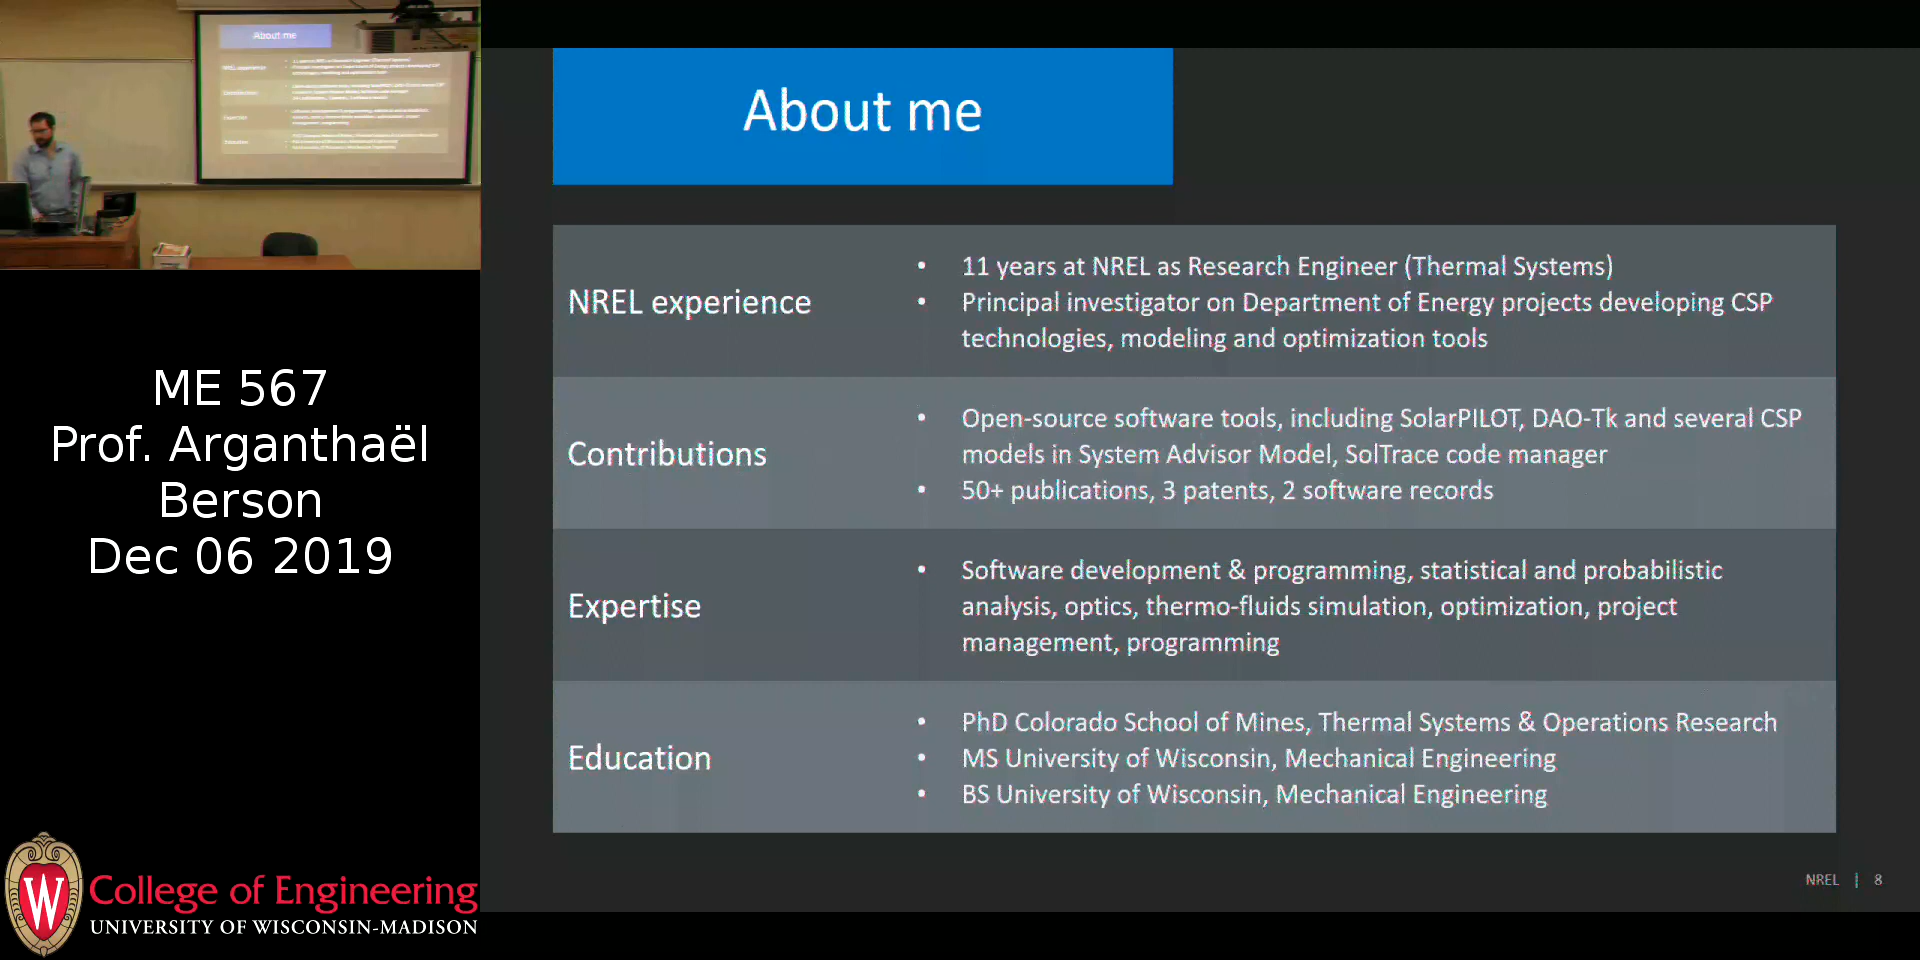 About me
NREL experience
• 11 years at NREL as Research Engineer (Thermal Systems)
• Principal investigator on Department of Energy projects developing CSP
technologies, modeling and optimization tools
Contributions
• Open-source software tools, including SolarPILOT, DAO-Tk and several CSP
models in System Advisor Model, SolTrace code manager
• 50+ publications, 3 patents, 2 software records
Expertise
• Software development & programming, statistical and probabilistic
analysis, optics, thermo-fluids simulation, optimization, project
management, programming
Education
• PhD Colorado School of Mines, Thermal Systems & Operations Research
• MS University of Wisconsin, Mechanical Engineering
• BS University of Wisconsin, Mechanical Engineering
NREL | 8
About me
ME 567
Prof. Arganthaël
Berson
Dec 06 2019
W
College of Engineering
UNIVERSITY OF WISCONSIN-MADISON